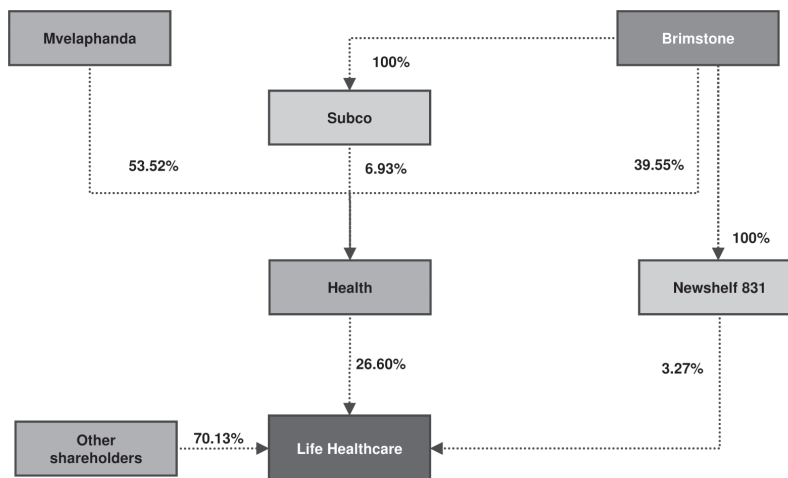 Mvelaphanda
Brimstone
100%
Subco
53.52%
6.93%
39.55%
100%
Health
Newshelf 831
26.60%
3.27%
Other
shareholders
70.13%
Life Healthcare